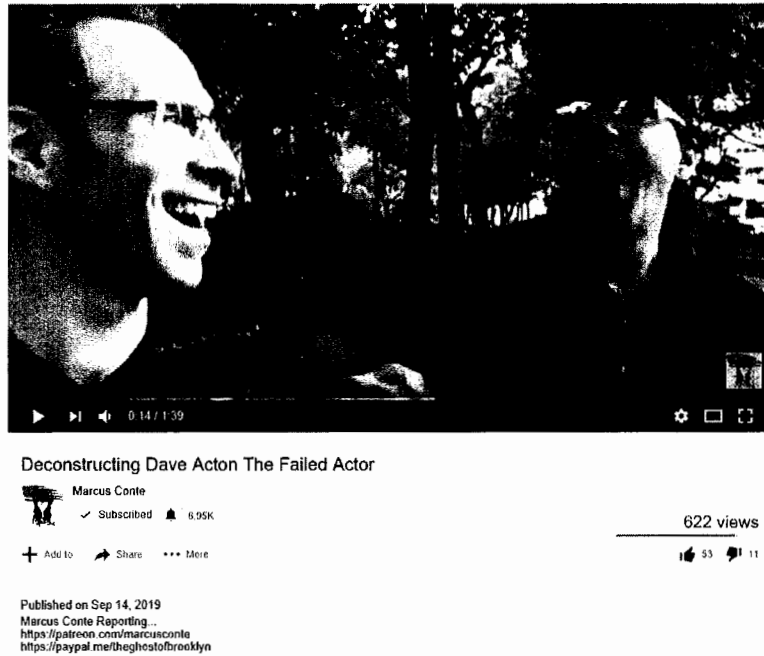 0:14 / 1:39
Deconstructing Dave Acton The Failed Actor
Marcus Conte
Subscribed 6.95K
622 views
Add to Share More
53 11
Published on Sep 14, 2019
Marcus Conte Reporting...
https://patreon.com/marcusconte
https://paypal.me/theghostofbrooklyn